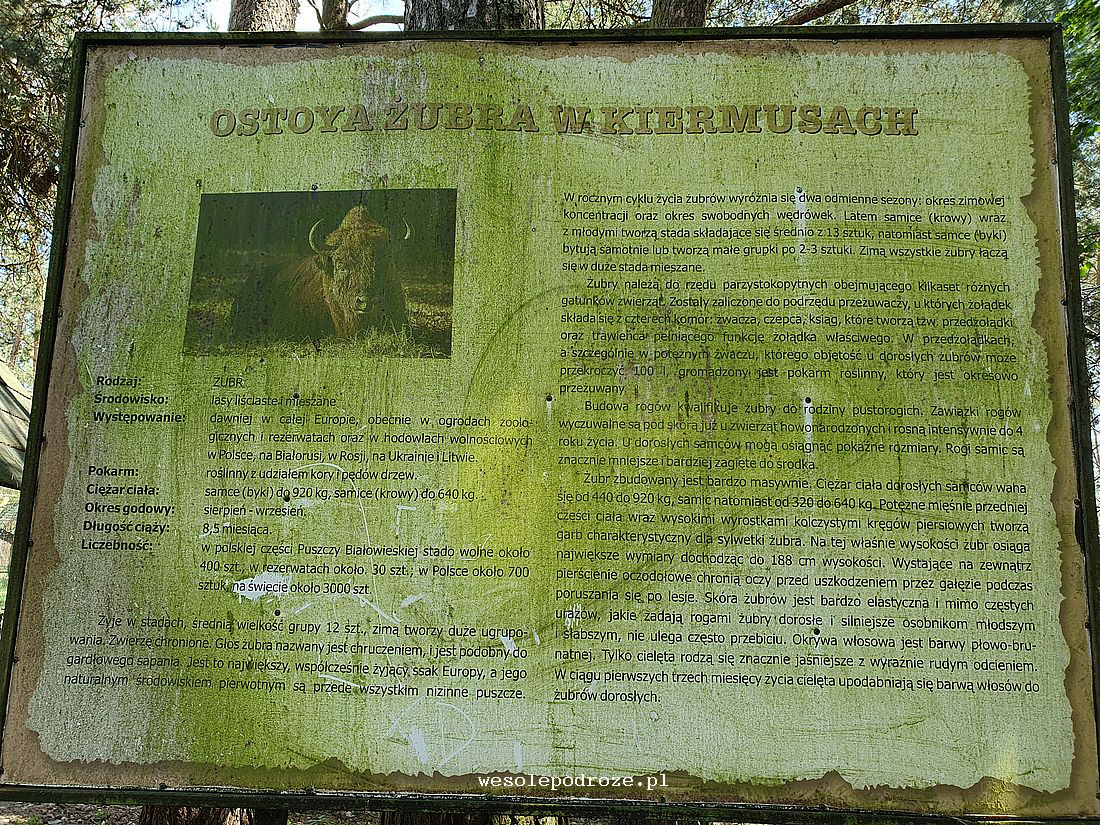 OSTOYA ŻUBRA W KIERMUSACH
Rodzaj: ŻUBR
Środowisko: lasy liściaste i mieszane
Występowanie: dawniej w całej Europie, obecnie w ogrodach zoolo-
gicznych i rezerwatach oraz w hodowlach wolnościowych
w Polsce, na Białorusi, w Rosji, na Ukrainie i Litwie.
Pokarm: roślinny z udziałem kory i pędów drzew.
Ciężar ciała: samce (byki) do 920 kg, samice (krowy) do 640 kg.
Okres godowy: sierpień - wrzesień.
Długość ciąży: 8,5 miesiąca.
Liczebność: w polskiej części Puszczy Białowieskiej stado wolne około
400 szt.; w rezerwatach około. 30 szt.; w Polsce około 700
sztuk, na świecie około 3000 szt.
Żyje w stadach, średnia wielkość grupy 12 szt., zimą tworzy duże ugrupo-
wania. Zwierzę chronione. Głos żubra nazwany jest chruczeniem, i jest podobny do
gardłowego sapania. Jest to największy, współcześnie żyjący ssak Europy, a jego
naturalnym środowiskiem pierwotnym są przede wszystkim nizinne puszcze.
W rocznym cyklu życia żubrów wyróżnia się dwa odmienne sezony: okres zimowej
koncentracji oraz okres swobodnych wędrówek. Latem samice (krowy) wraz
z młodymi tworzą stada składające się średnio z 13 sztuk, natomiast samce (byki)
bytują samotnie lub tworzą małe grupki po 2-3 sztuki. Zimą wszystkie żubry łączą
się w duże stada mieszane.
Żubry należą do rzędu parzystokopytnych obejmującego kilkaset różnych
gatunków zwierząt. Zostały zaliczone do podrzędu przeżuwaczy, u których żołądek
składa się z czterech komór: żwacza, czepca, ksiąg, które tworzą tzw. przedżołądki
oraz trawieńca pełniącego funkcję żołądka właściwego. W przedżołądkach,
a szczególnie w potężnym żwaczu, którego objętość u dorosłych żubrów może
przekroczyć 100 l, gromadzony jest pokarm roślinny, który jest okresowo
przeżuwany.
Budowa rogów kwalifikuje żubry do rodziny pustorogich. Zawiązki rogów
wyczuwalne są pod skórą już u zwierząt nowonarodzonych i rosną intensywnie do 4
roku życia. U dorosłych samców mogą osiągnąć pokaźne rozmiary. Rogi samic są
znacznie mniejsze i bardziej zagięte do środka.
Żubr zbudowany jest bardzo masywnie. Ciężar ciała dorosłych samców waha
się od 440 do 920 kg, samic natomiast od 320 do 640 kg. Potężne mięśnie przedniej
części ciała wraz wysokimi wyrostkami kolczystymi kręgów piersiowych tworzą
garb charakterystyczny dla sylwetki żubra. Na tej właśnie wysokości żubr osiąga
największe wymiary dochodząc do 188 cm wysokości. Wystające na zewnątrz
pierścienie oczodołowe chronią oczy przed uszkodzeniem przez gałęzie podczas
poruszania się po lesie. Skóra żubrów jest bardzo elastyczna i mimo częstych
urazów, jakie zadają rogami żubry dorosłe i silniejsze osobnikom młodszym
i słabszym, nie ulega często przebiciu. Okrywa włosowa jest barwy płowo-bru-
natnej. Tylko cielęta rodzą się znacznie jaśniejsze z wyraźnie rudym odcieniem.
W ciągu pierwszych trzech miesięcy życia cielęta upodabniają się barwą włosów do
żubrów dorosłych.
wesolepodroze.pl